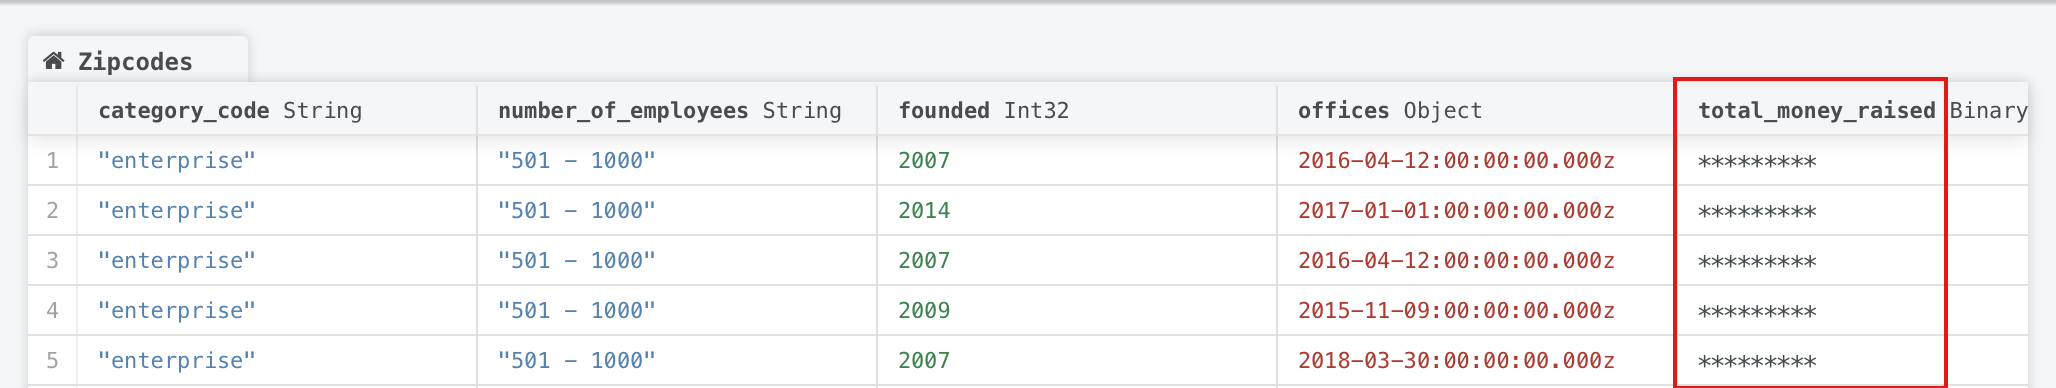 Zipcodes
category_code String number_of_employees String founded Int32 offices Object total_money_raised Binary
1 "enterprise" "501 - 1000" 2007 2016-04-12:00:00:00.000z *********
2 "enterprise" "501 - 1000" 2014 2017-01-01:00:00:00.000z *********
3 "enterprise" "501 - 1000" 2007 2016-04-12:00:00:00.000z *********
4 "enterprise" "501 - 1000" 2009 2015-11-09:00:00:00.000z *********
5 "enterprise" "501 - 1000" 2007 2018-03-30:00:00:00.000z *********